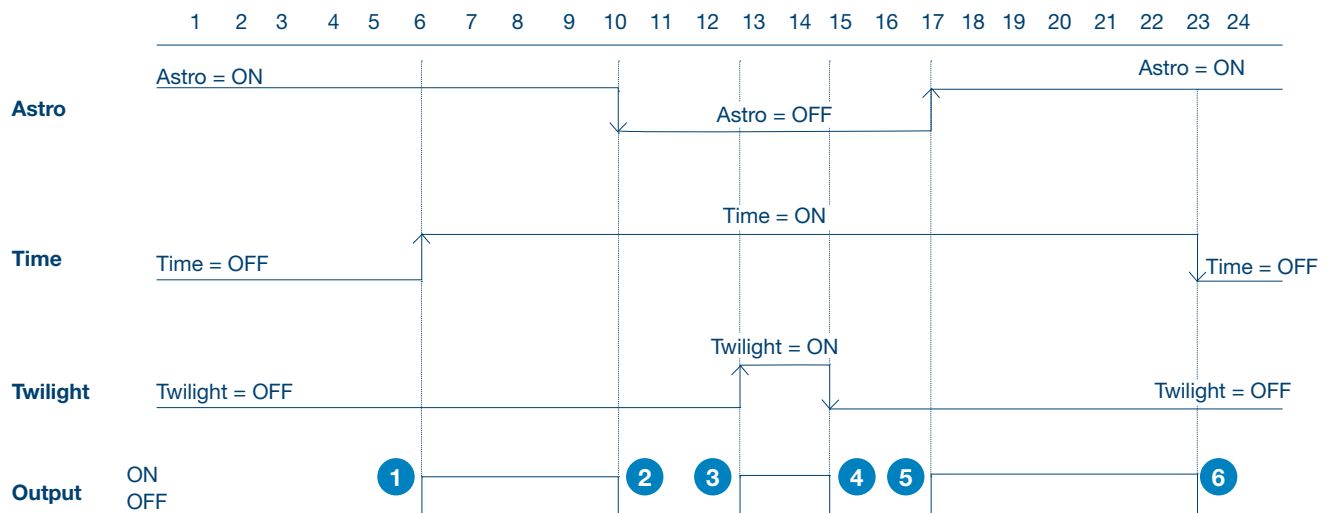 1 2 3 4 5 6 7 8 9 10 11 12 13 14 15 16 17 18 19 20 21 22 23 24
Astro = ON
Astro = ON
Astro
Astro = OFF
Time = ON
Time
Time = OFF
Time = OFF
Twilight = ON
Twilight
Twilight = OFF
Twilight = OFF
ON
1 2 3 4 5 6
Output
OFF